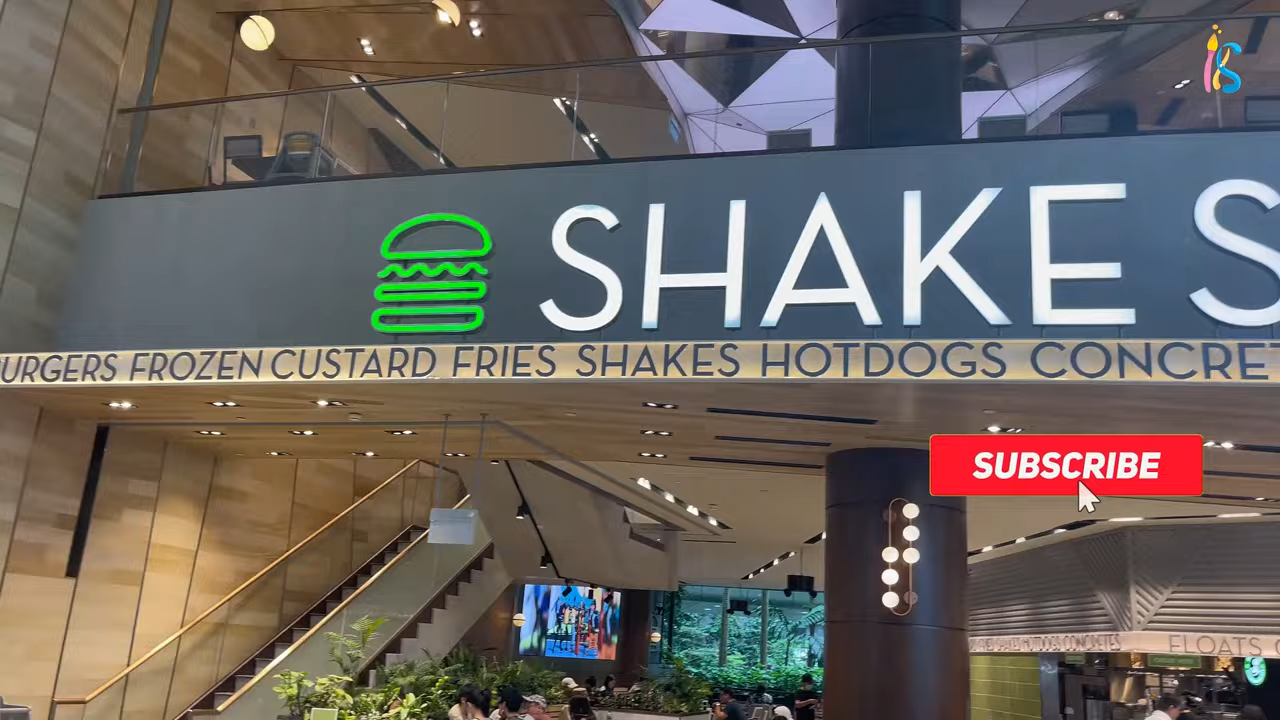 SHAKE S
URGERS FROZEN CUSTARD FRIES SHAKES HOTDOGS CONCRET
SUBSCRIBE
SHAKES HOTDOGS CONCRETES FLOATS